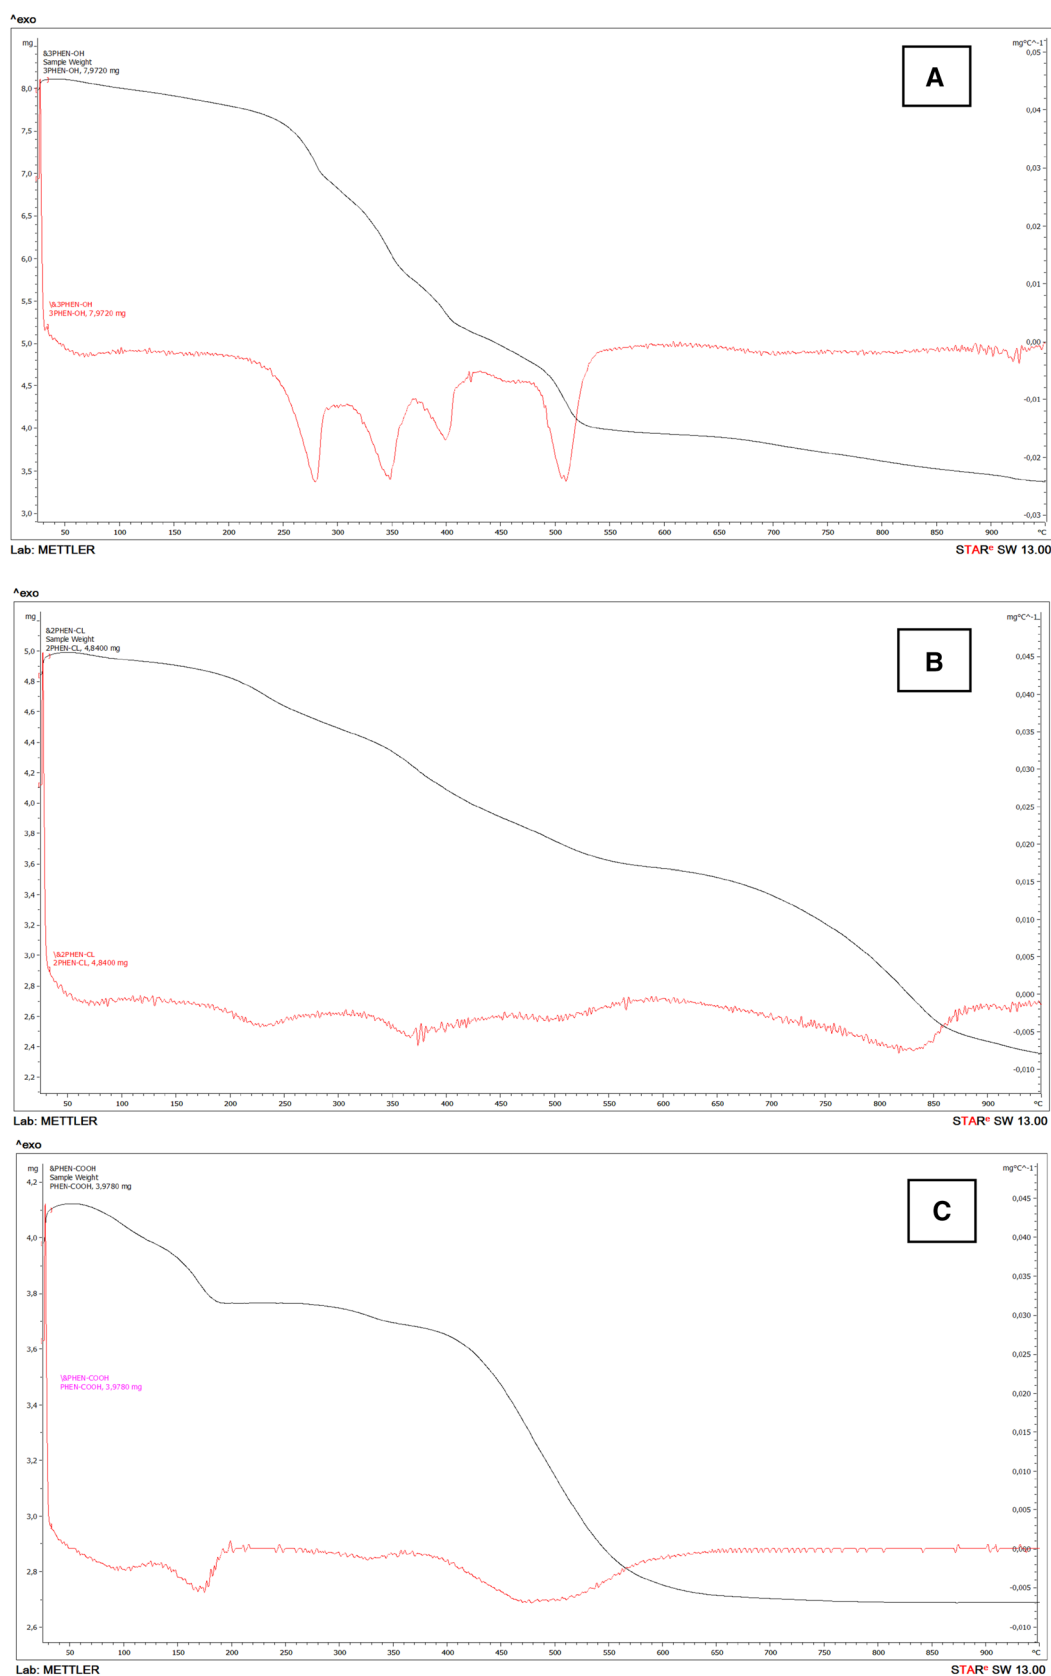 ^exo
mg
mg°C^-1
A
&3PHEN-OH
Sample Weight
3PHEN-OH, 7,9720 mg
8,0
7,5
7,0
6,5
6,0
5,5
5,0
4,5
4,0
3,5
3,0
\&3PHEN-OH
3PHEN-OH, 7,9720 mg
0,05
0,04
0,03
0,02
0,01
0,00
-0,01
-0,02
-0,03
50 100 150 200 250 300 350 400 450 500 550 600 650 700 750 800 850 900 °C
Lab: METTLER
STARe SW 13.00
^exo
mg
mg°C^-1
B
&2PHEN-CL
Sample Weight
2PHEN-CL, 4,8400 mg
5,0
4,8
4,6
4,4
4,2
4,0
3,8
3,6
3,4
3,2
3,0
2,8
2,6
2,4
2,2
\&2PHEN-CL
2PHEN-CL, 4,8400 mg
0,045
0,040
0,035
0,030
0,025
0,020
0,015
0,010
0,005
0,000
-0,005
-0,010
50 100 150 200 250 300 350 400 450 500 550 600 650 700 750 800 850 900 °C
Lab: METTLER
STARe SW 13.00
^exo
mg
mg°C^-1
C
&PHEN-COOH
Sample Weight
PHEN-COOH, 3,9780 mg
4,2
4,0
3,8
3,6
3,4
3,2
3,0
2,8
2,6
\&PHEN-COOH
PHEN-COOH, 3,9780 mg
0,045
0,040
0,035
0,030
0,025
0,020
0,015
0,010
0,005
0,000
-0,005
-0,010
50 100 150 200 250 300 350 400 450 500 550 600 650 700 750 800 850 900 °C
Lab: METTLER
STARe SW 13.00